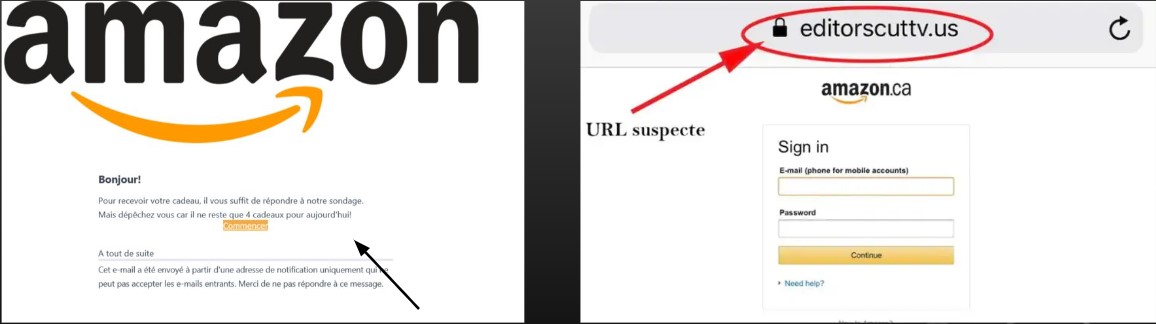 amazon
Bonjour!
Pour recevoir votre cadeau, il vous suffit de répondre à notre sondage.
Mais dépêchez vous car il ne reste que 4 cadeaux pour aujourd'hui!
Commencer
A tout de suite
Cet e-mail a été envoyé à partir d'une adresse de notification uniquement qui ne
peut pas accepter les e-mails entrants. Merci de ne pas répondre à ce message.
editorscuttv.us
URL suspecte
amazon.ca
Sign in
E-mail (phone for mobile accounts)
Password
Continue
Need help?